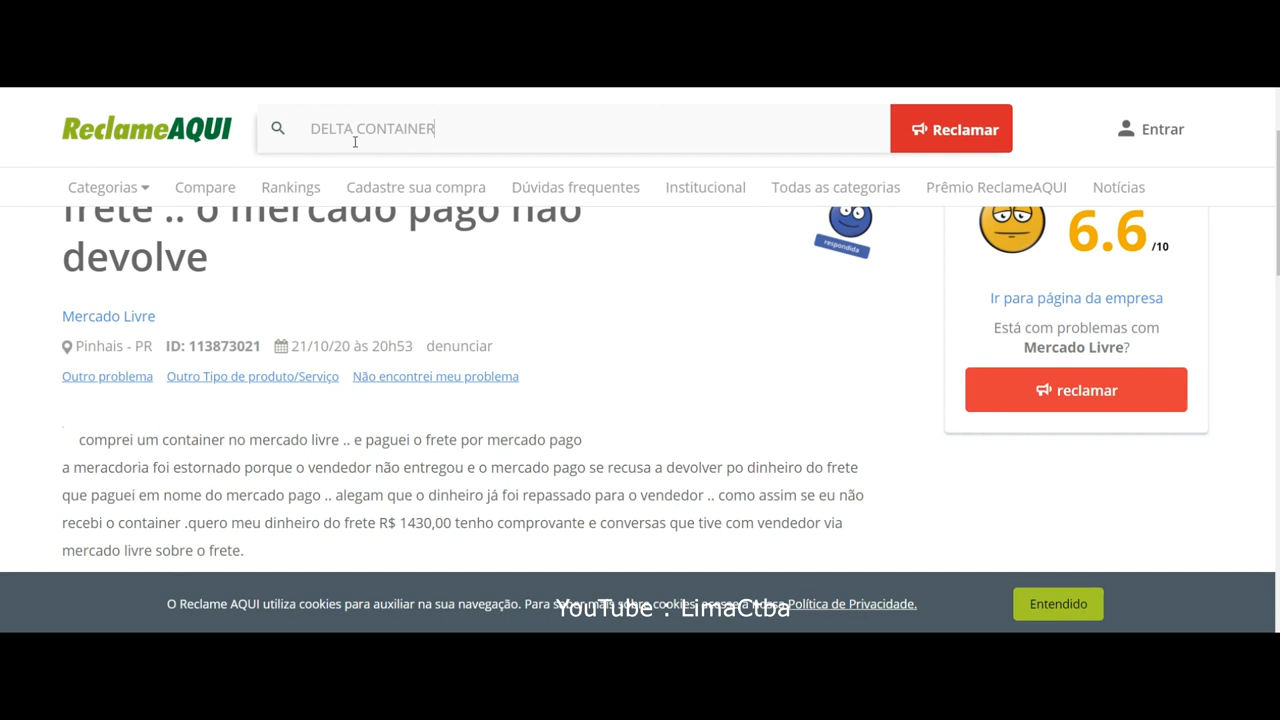 ReclameAQUI
DELTA CONTAINER
Reclamar
Entrar
Categorias
Compare
Rankings
Cadastre sua compra
Dúvidas frequentes
Institucional
Todas as categorias
Prêmio ReclameAQUI
Notícias
frete .. o mercado pago não
devolve
respondida
6.6 /10
Ir para página da empresa
Está com problemas com
Mercado Livre?
reclamar
Mercado Livre
Pinhais - PR ID: 113873021 21/10/20 às 20h53 denunciar
Outro problema Outro Tipo de produto/Serviço Não encontrei meu problema
comprei um container no mercado livre .. e paguei o frete por mercado pago
a meracdoria foi estornado porque o vendedor não entregou e o mercado pago se recusa a devolver po dinheiro do frete
que paguei em nome do mercado pago .. alegam que o dinheiro já foi repassado para o vendedor .. como assim se eu não
recebi o container .quero meu dinheiro do frete R$ 1430,00 tenho comprovante e conversas que tive com vendedor via
mercado livre sobre o frete.
O Reclame AQUI utiliza cookies para auxiliar na sua navegação. Para saber mais sobre cookies, acesse a nossa Política de Privacidade.
Entendido
YouTube : LimaCtba